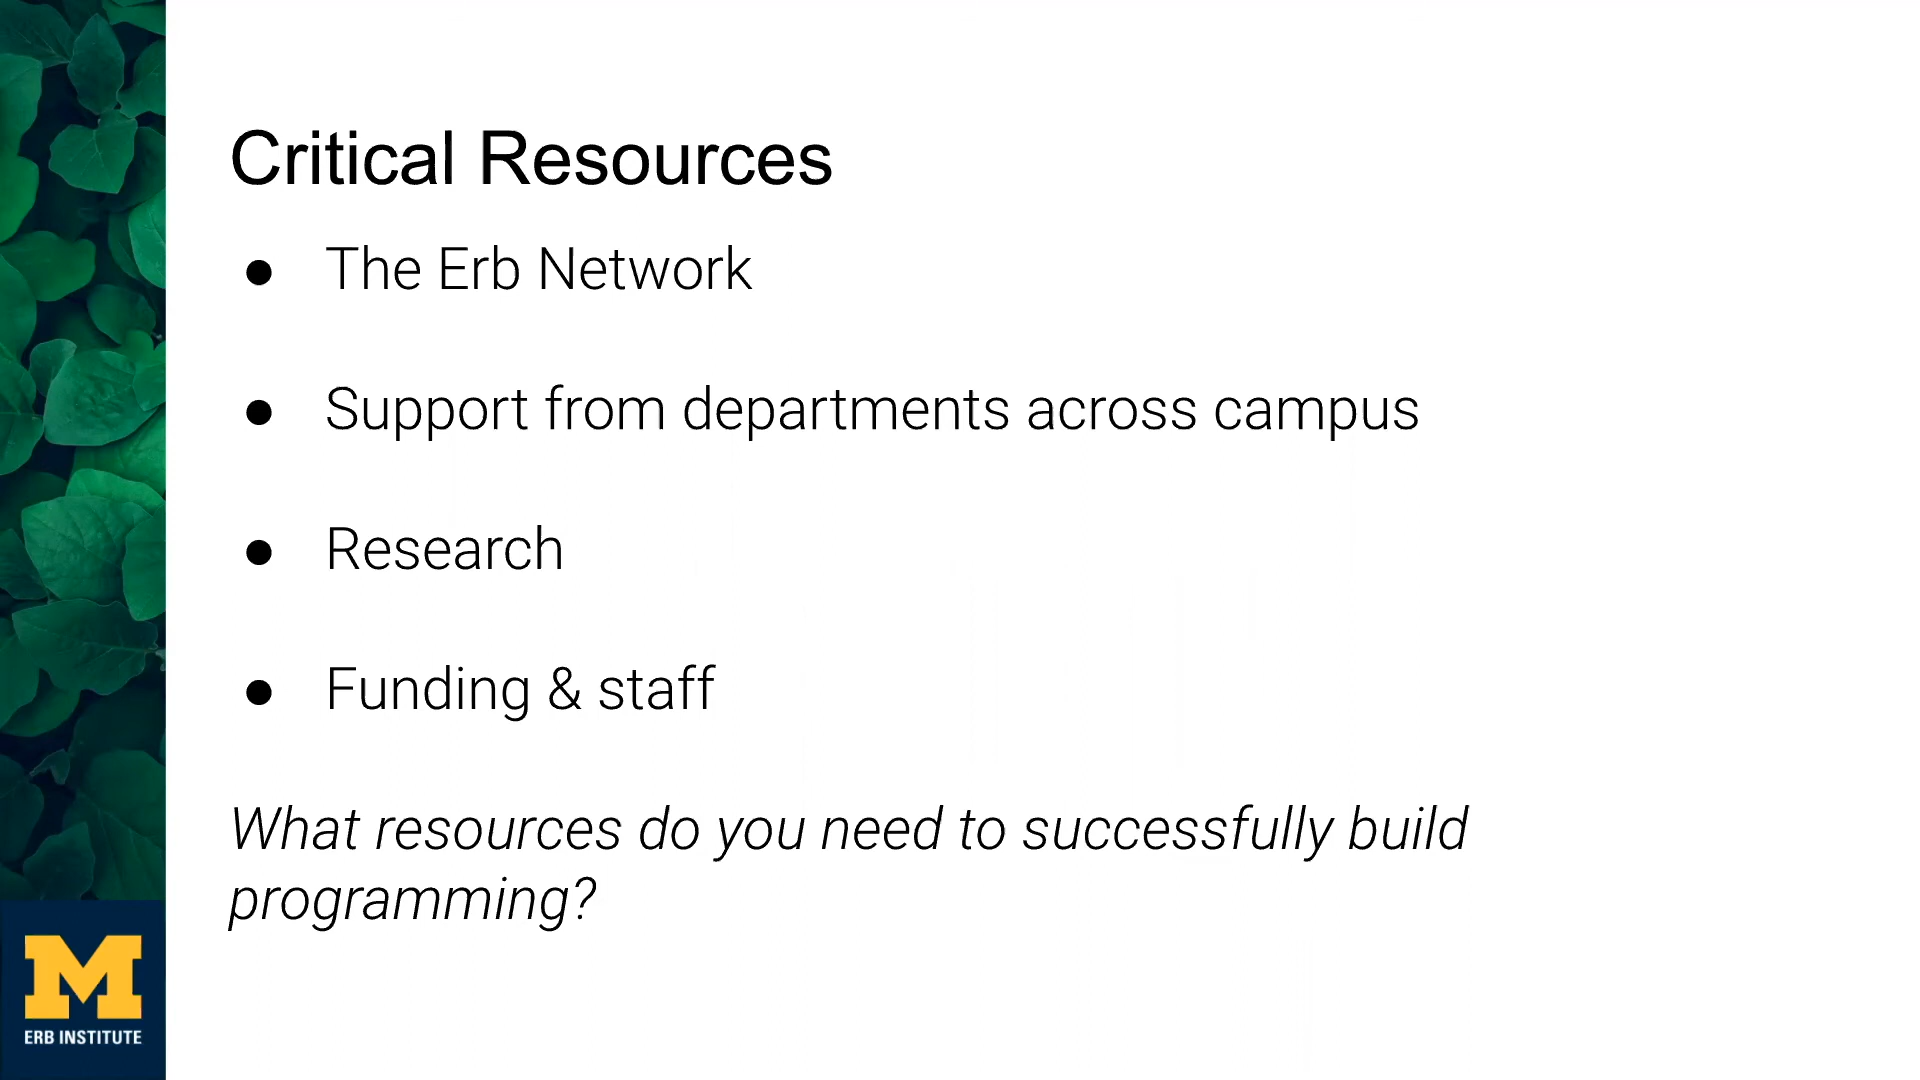 Critical Resources
● The Erb Network
● Support from departments across campus
● Research
● Funding & staff
What resources do you need to successfully build
programming?
M
ERB INSTITUTE